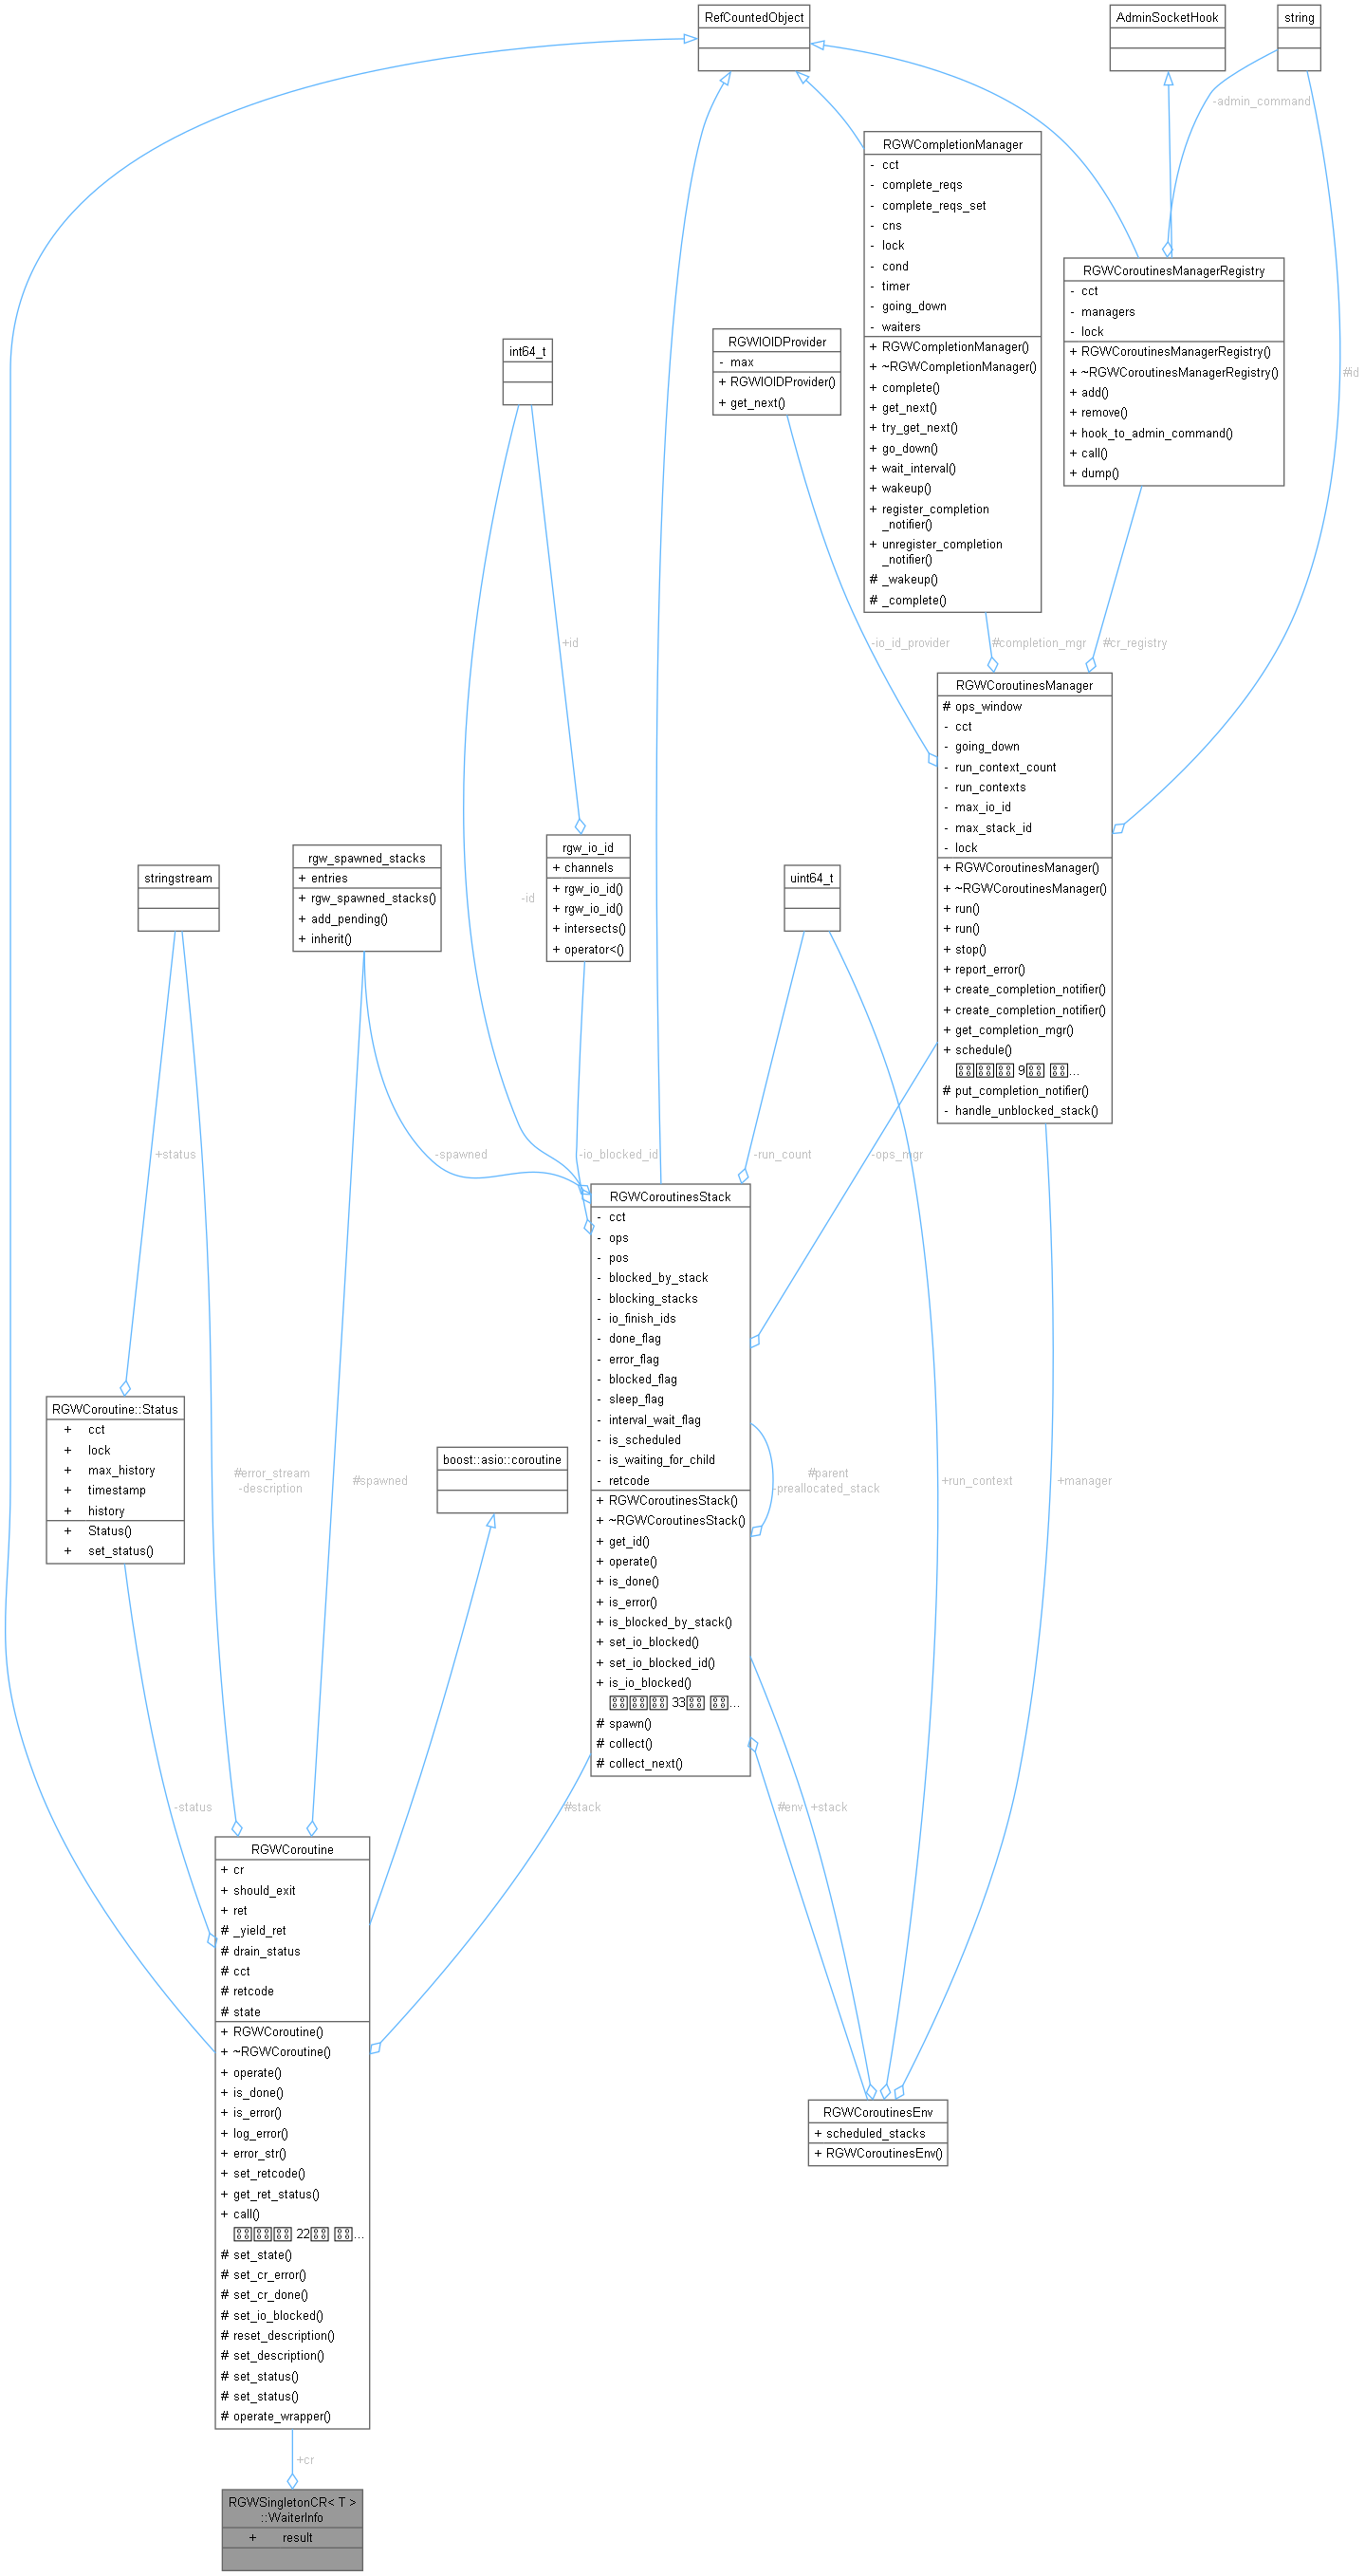 RefCountedObject
AdminSocketHook
string
-admin_command
RGWCompletionManager
- cct
- complete_reqs
- complete_reqs_set
- cns
- lock
- cond
- timer
- going_down
- waiters
+ RGWCompletionManager()
+ ~RGWCompletionManager()
+ complete()
+ get_next()
+ try_get_next()
+ go_down()
+ wait_interval()
+ wakeup()
+ register_completion
_notifier()
+ unregister_completion
_notifier()
# _wakeup()
# _complete()
RGWCoroutinesManagerRegistry
- cct
- managers
- lock
+ RGWCoroutinesManagerRegistry()
+ ~RGWCoroutinesManagerRegistry()
+ add()
+ remove()
+ hook_to_admin_command()
+ call()
+ dump()
#id
RGWIOIDProvider
- max
+ RGWIOIDProvider()
+ get_next()
int64_t
+id
-io_id_provider
#completion_mgr
#cr_registry
RGWCoroutinesManager
# ops_window
- cct
- going_down
- run_context_count
- run_contexts
- max_io_id
- max_stack_id
- lock
+ RGWCoroutinesManager()
+ ~RGWCoroutinesManager()
+ run()
+ run()
+ stop()
+ report_error()
+ create_completion_notifier()
+ create_completion_notifier()
+ get_completion_mgr()
+ schedule()
9 ...
# put_completion_notifier()
- handle_unblocked_stack()
rgw_io_id
+ channels
+ rgw_io_id()
+ rgw_io_id()
+ intersects()
+ operator<()
rgw_spawned_stacks
+ entries
+ rgw_spawned_stacks()
+ add_pending()
+ inherit()
stringstream
uint64_t
-id
+status
-spawned
-io_blocked_id
-run_count
-ops_mgr
RGWCoroutinesStack
- cct
- ops
- pos
- blocked_by_stack
- blocking_stacks
- io_finish_ids
- done_flag
- error_flag
- blocked_flag
- sleep_flag
- interval_wait_flag
- is_scheduled
- is_waiting_for_child
- retcode
+ RGWCoroutinesStack()
+ ~RGWCoroutinesStack()
+ get_id()
+ operate()
+ is_done()
+ is_error()
+ is_blocked_by_stack()
+ set_io_blocked()
+ set_io_blocked_id()
+ is_io_blocked()
33 ...
# spawn()
# collect()
# collect_next()
RGWCoroutine::Status
+ cct
+ lock
+ max_history
+ timestamp
+ history
+ Status()
+ set_status()
#error_stream
-description
#spawned
boost::asio::coroutine
#parent
-preallocated_stack
+run_context
+manager
-status
#stack
#env
+stack
RGWCoroutine
+ cr
+ should_exit
+ ret
# _yield_ret
# drain_status
# cct
# retcode
# state
+ RGWCoroutine()
+ ~RGWCoroutine()
+ operate()
+ is_done()
+ is_error()
+ log_error()
+ error_str()
+ set_retcode()
+ get_ret_status()
+ call()
22 ...
# set_state()
# set_cr_error()
# set_cr_done()
# set_io_blocked()
# reset_description()
# set_description()
# set_status()
# set_status()
# operate_wrapper()
RGWCoroutinesEnv
+ scheduled_stacks
+ RGWCoroutinesEnv()
+cr
RGWSingletonCR< T >
::WaiterInfo
+ result